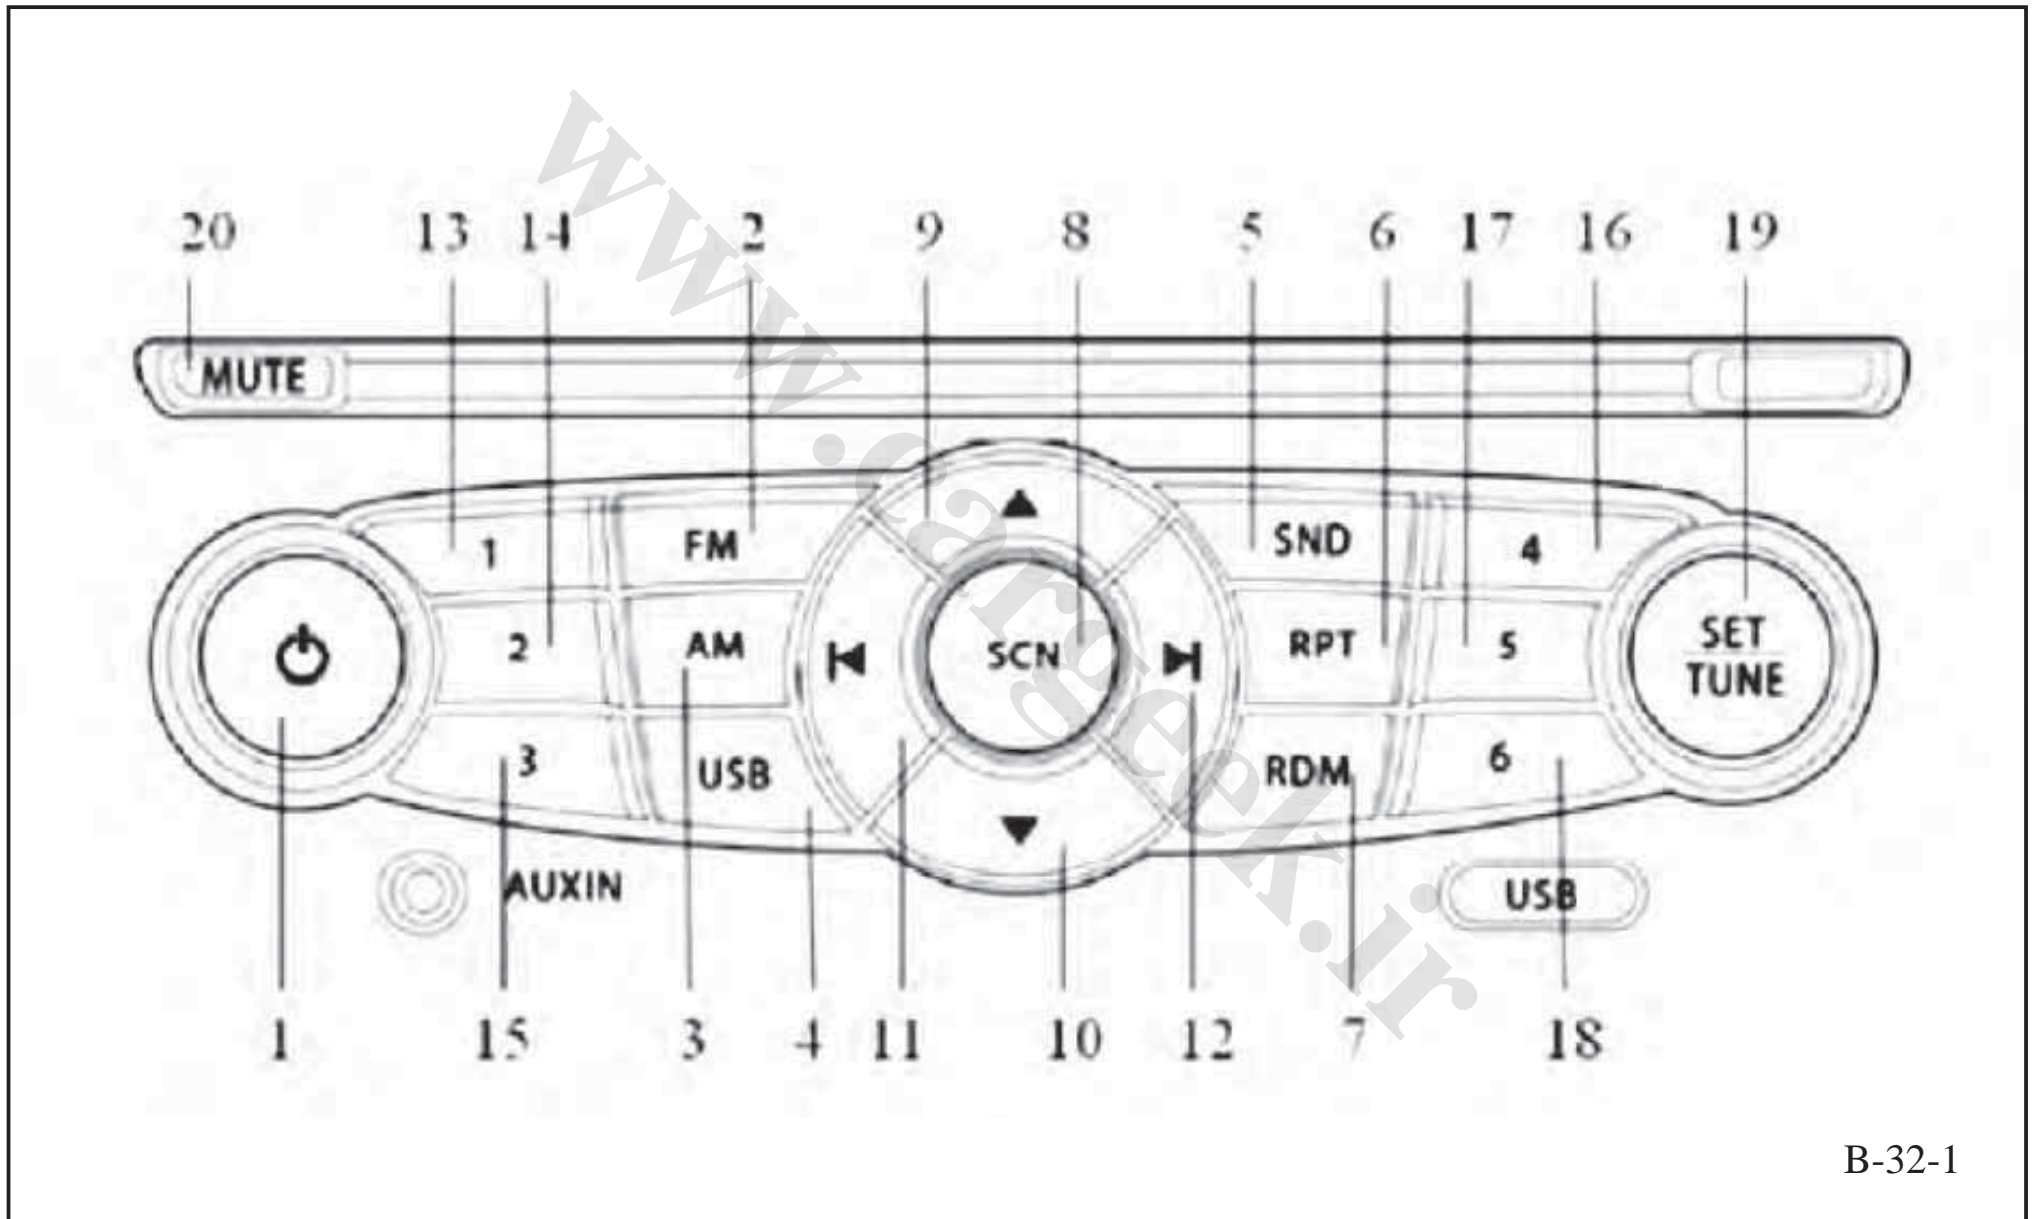 20 13 14 2 9 8 5 6 17 16 19
MUTE
1 FM SND 4
2 AM SCN RPT 5 SET
TUNE
3 USB RDM 6
AUXIN USB
1 15 3 4 11 10 12 7 18
B-32-1
www.cargeek.ir